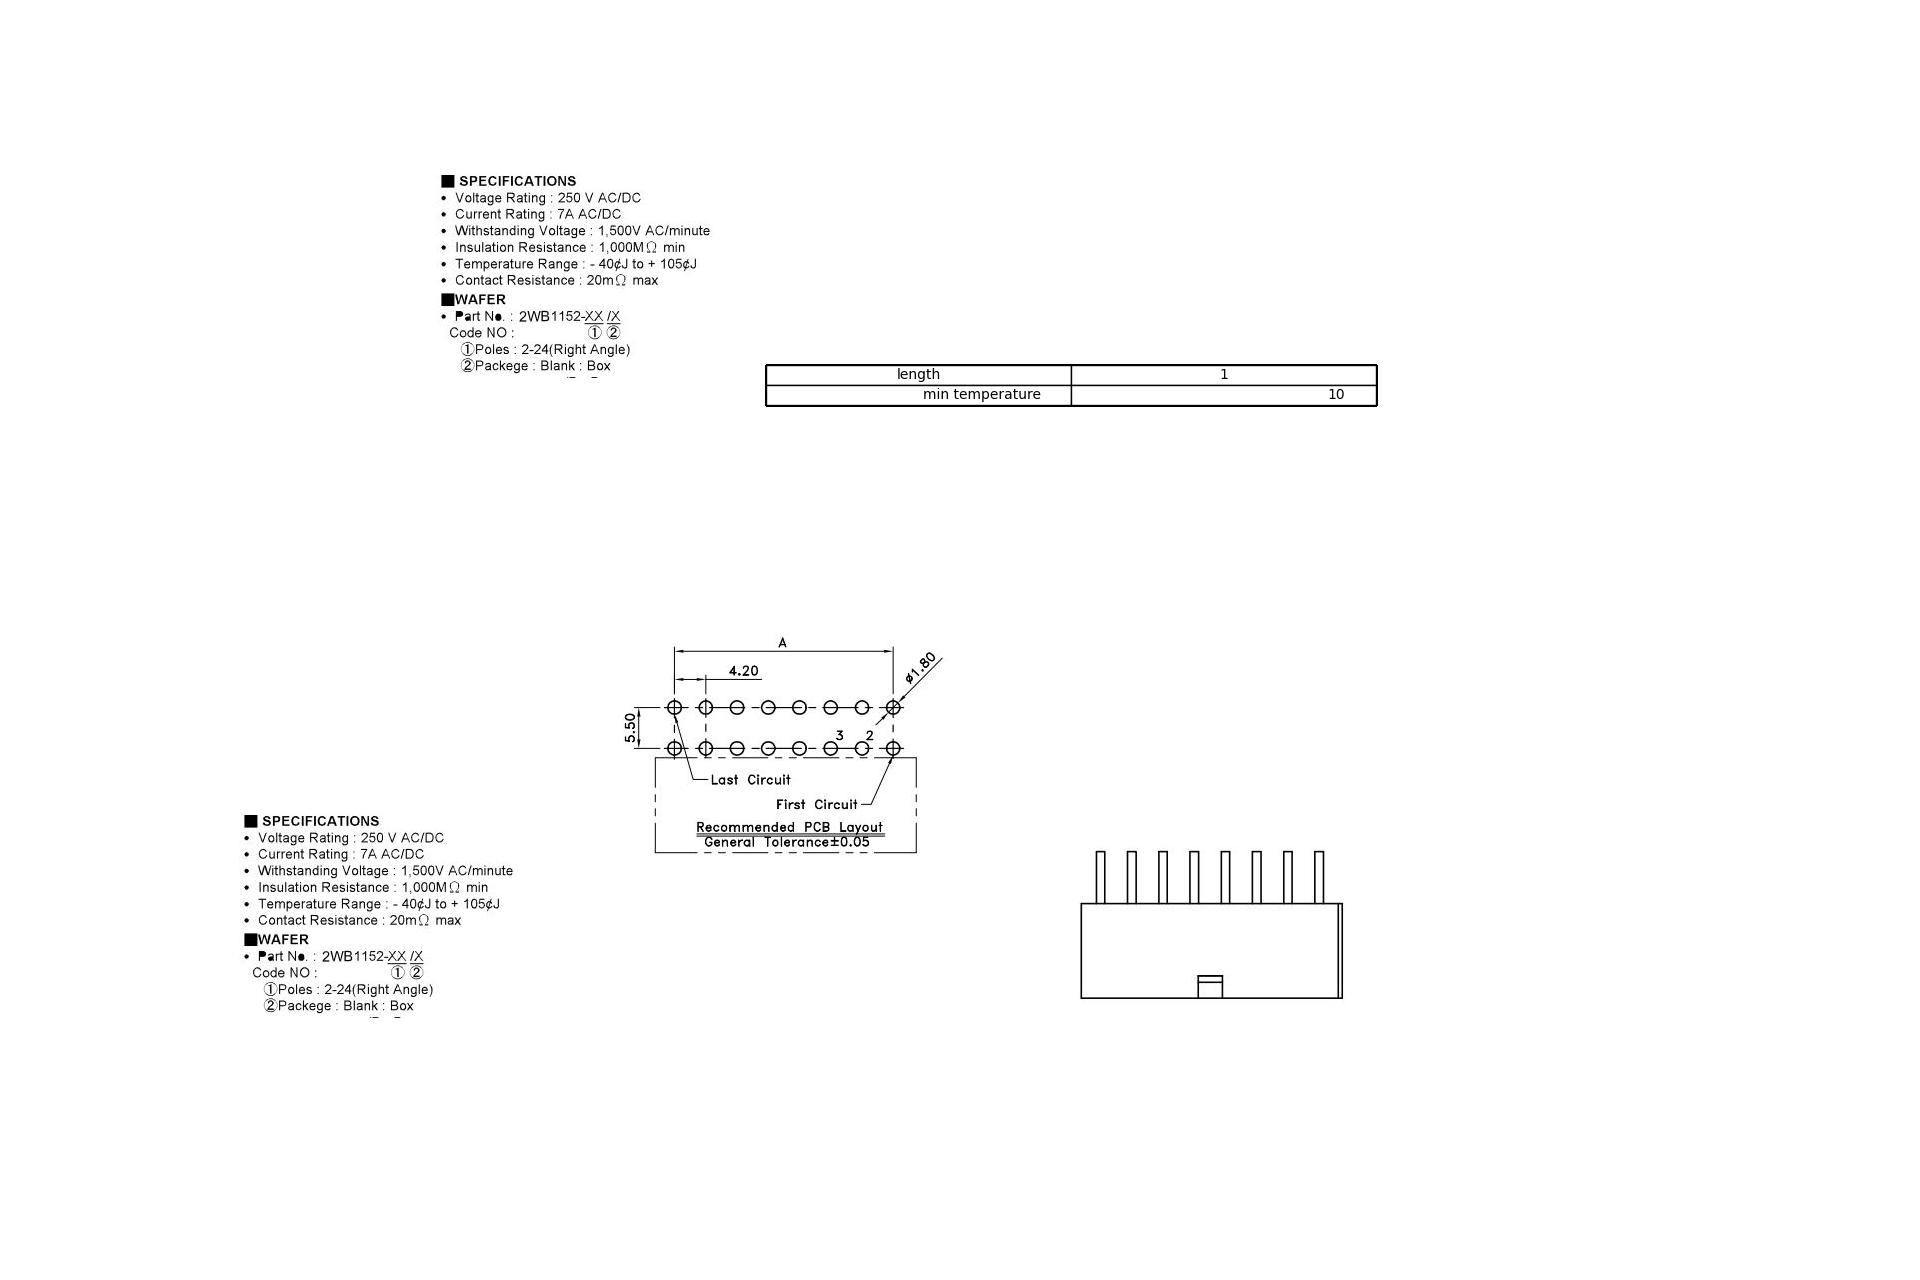 ■ SPECIFICATIONS
• Voltage Rating : 250 V AC/DC
• Current Rating : 7A AC/DC
• Withstanding Voltage : 1,500V AC/minute
• Insulation Resistance : 1,000MΩ min
• Temperature Range : - 40¢J to + 105¢J
• Contact Resistance : 20mΩ max
■WAFER
• Part No. : 2WB1152-XX /X
Code NO : ① ②
①Poles : 2-24(Right Angle)
②Packege : Blank : Box
length 1
min temperature 10
A
4.20
ø1.80
5.50
3 2
Last Circuit
First Circuit
Recommended PCB Layout
General Tolerance±0.05
■ SPECIFICATIONS
• Voltage Rating : 250 V AC/DC
• Current Rating : 7A AC/DC
• Withstanding Voltage : 1,500V AC/minute
• Insulation Resistance : 1,000MΩ min
• Temperature Range : - 40¢J to + 105¢J
• Contact Resistance : 20mΩ max
■WAFER
• Part No. : 2WB1152-XX /X
Code NO : ① ②
①Poles : 2-24(Right Angle)
②Packege : Blank : Box